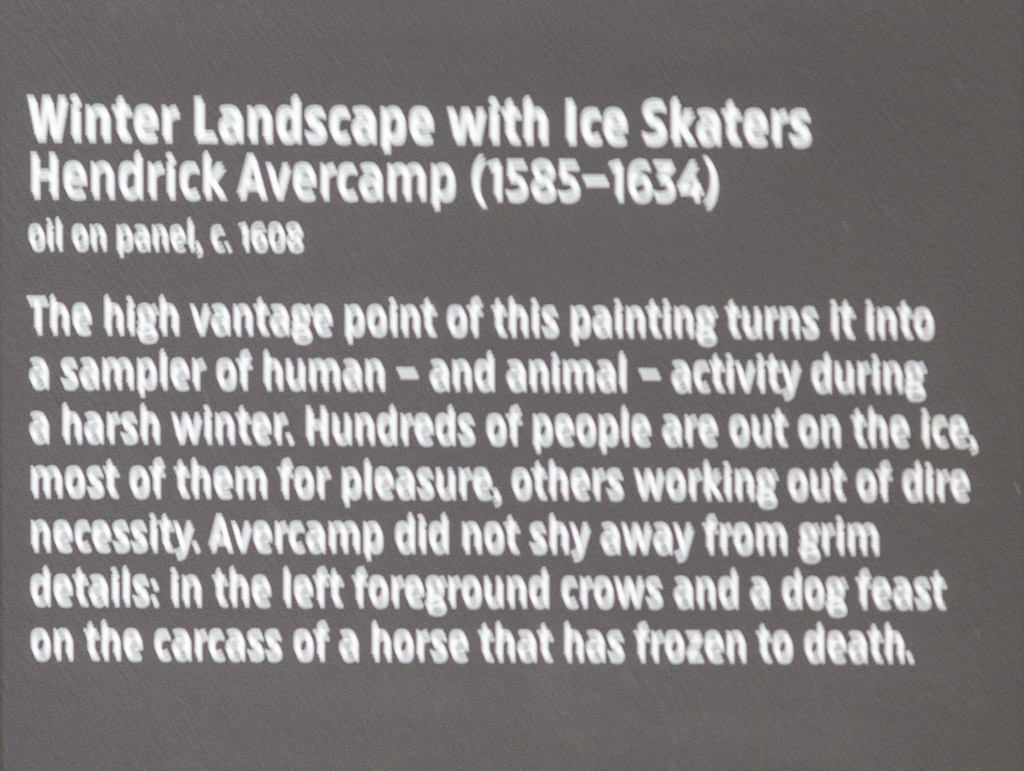 Winter Landscape with Ice Skaters
Hendrick Avercamp (1585–1634)
oil on panel, c. 1608
The high vantage point of this painting turns it into
a sampler of human – and animal – activity during
a harsh winter. Hundreds of people are out on the ice,
most of them for pleasure, others working out of dire
necessity. Avercamp did not shy away from grim
details: in the left foreground crows and a dog feast
on the carcass of a horse that has frozen to death.